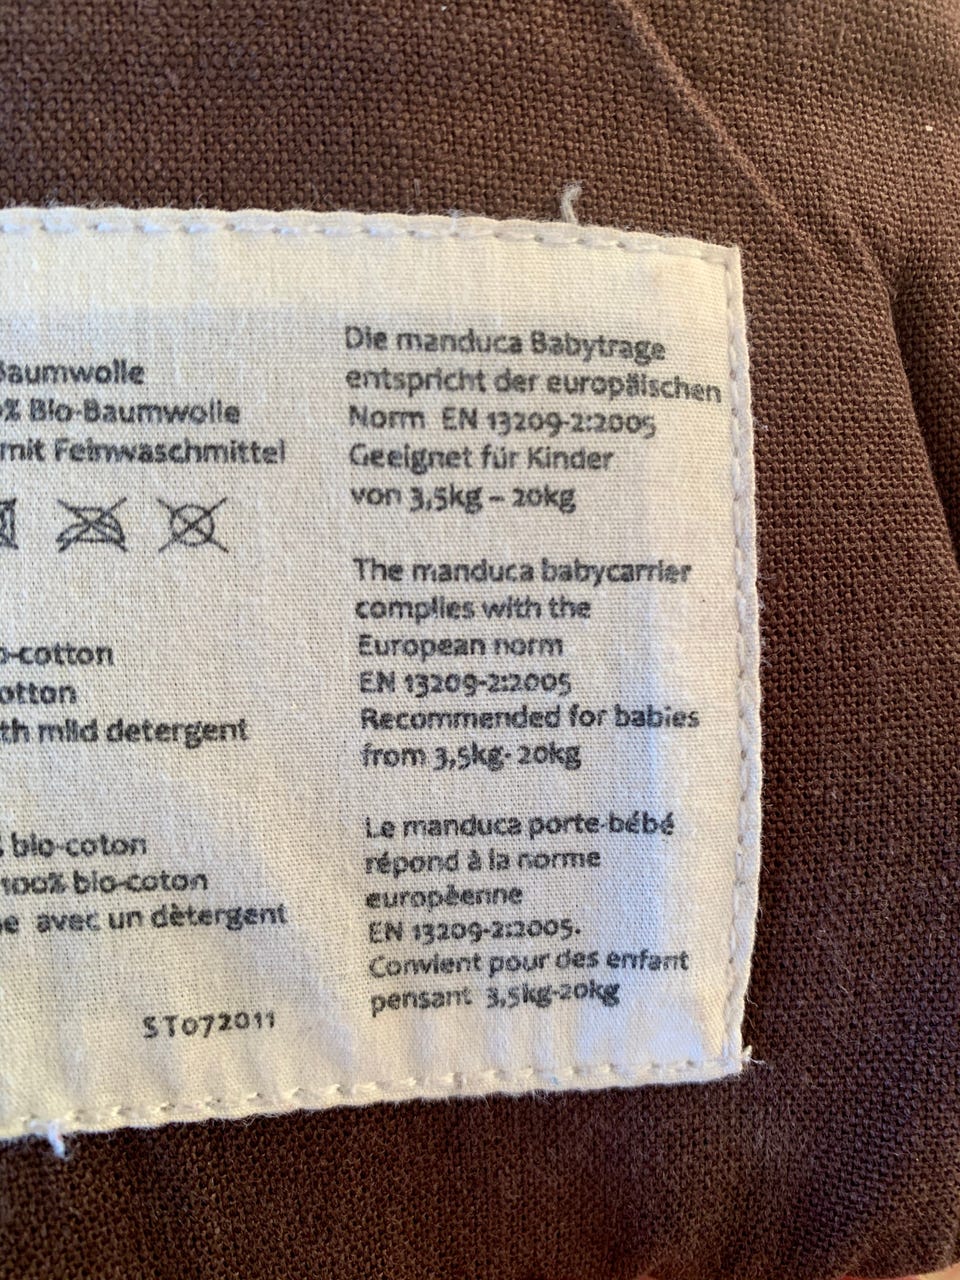 Baumwolle
% Bio-Baumwolle
mit Feinwaschmittel
o-cotton
otton
th mild detergent
bio-coton
100% bio-coton
e avec un dètergent
ST072011
Die manduca Babytrage
entspricht der europäischen
Norm EN 13209-2:2005
Geeignet für Kinder
von 3,5kg – 20kg
The manduca babycarrier
complies with the
European norm
EN 13209-2:2005
Recommended for babies
from 3,5kg- 20kg
Le manduca porte-bébé
répond à la norme
européenne
EN 13209-2:2005.
Convient pour des enfant
pensant 3,5kg-20kg